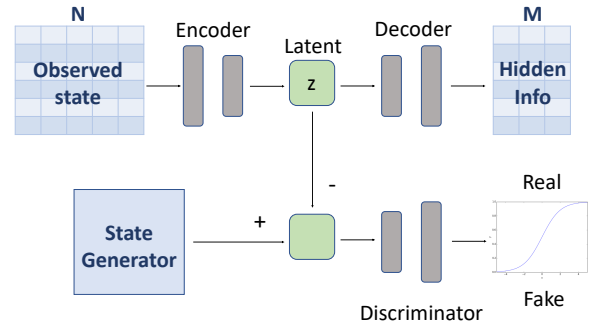 N
M
Encoder
Latent
Decoder
Observed
state
z
Hidden
Info
-
+
State
Generator
Real
Fake
Discriminator